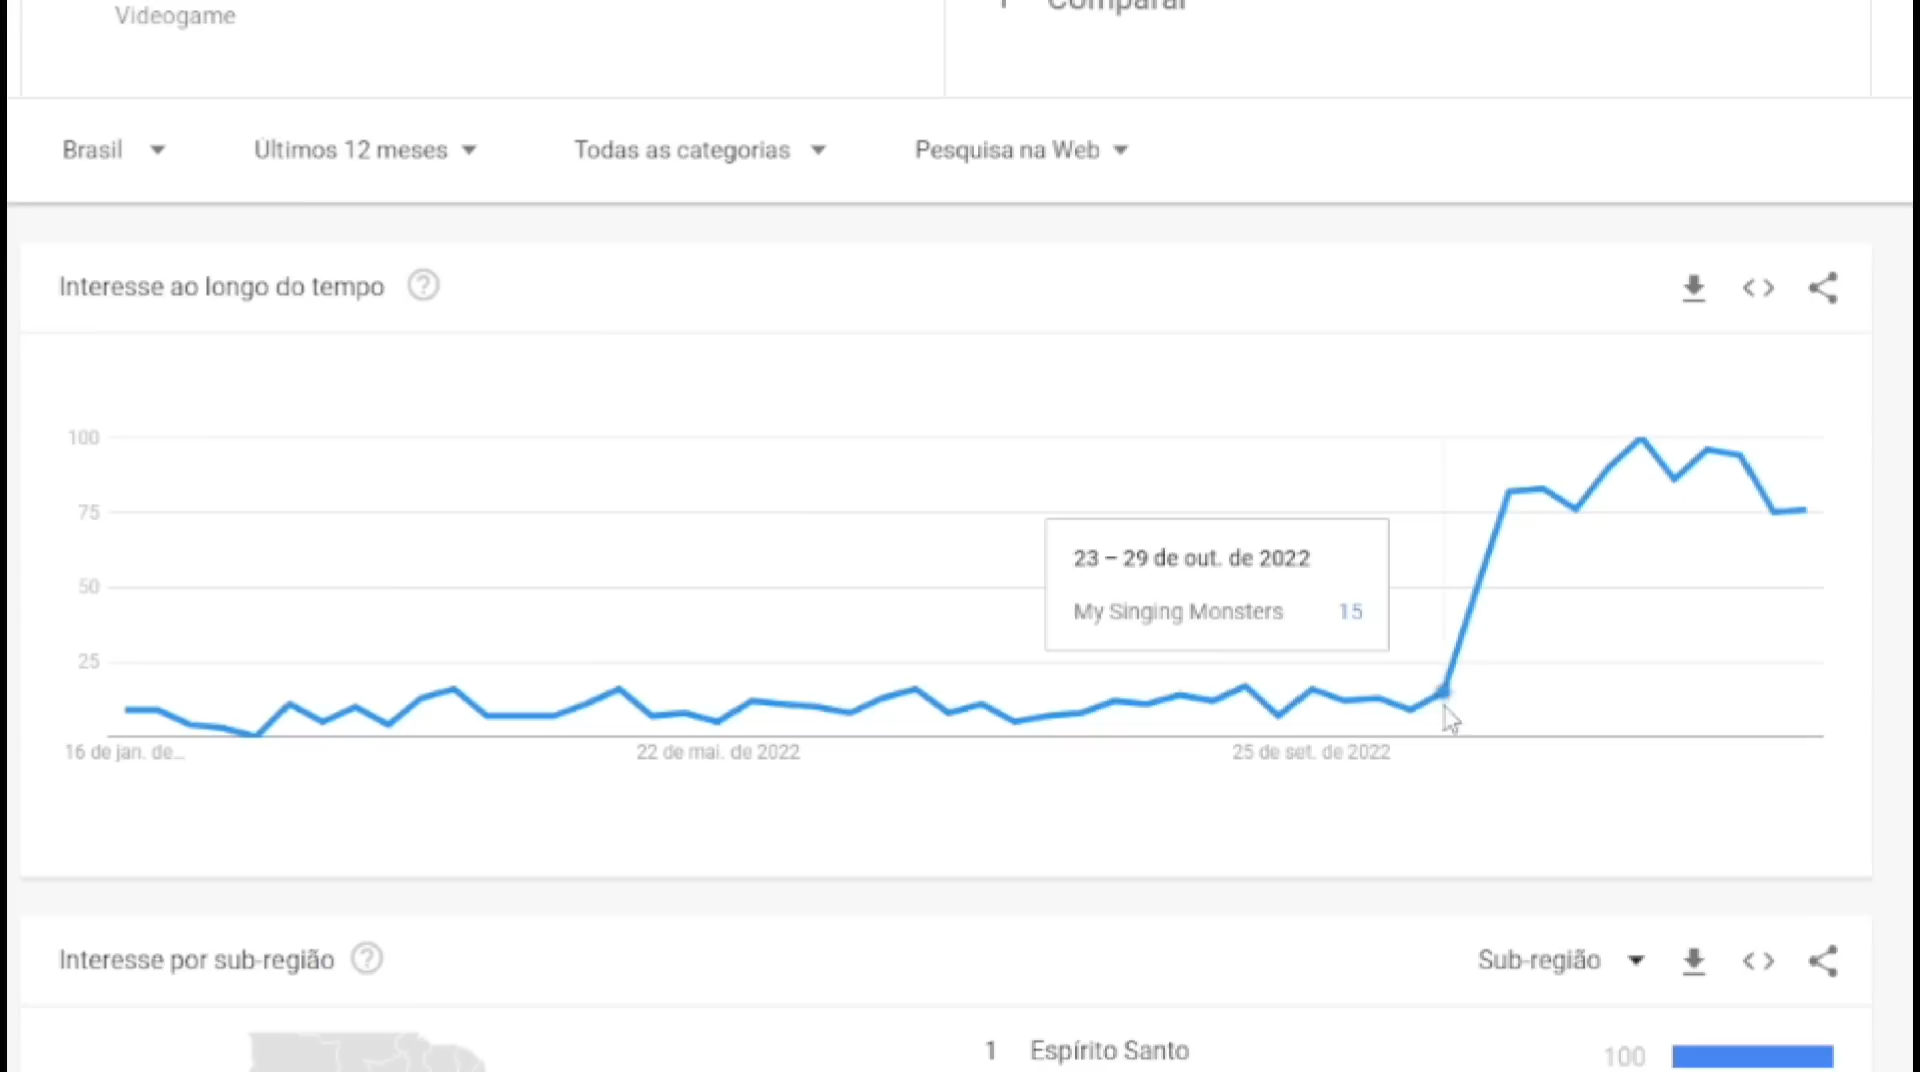 Videogame
Comparar
Brasil
Últimos 12 meses
Todas as categorias
Pesquisa na Web
Interesse ao longo do tempo
100
75
50
25
23 – 29 de out. de 2022
My Singing Monsters 15
16 de jan. de...
22 de mai. de 2022
25 de set. de 2022
Interesse por sub-região
Sub-região
1 Espírito Santo 100